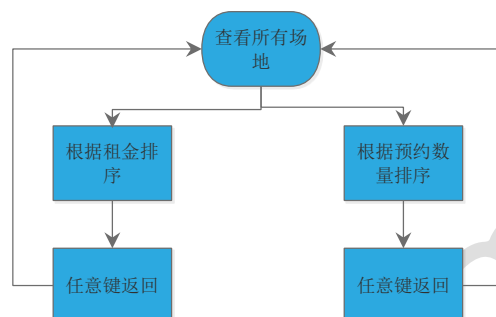 查看所有场
地
根据租金排
序
根据预约数
量排序
任意键返回
任意键返回